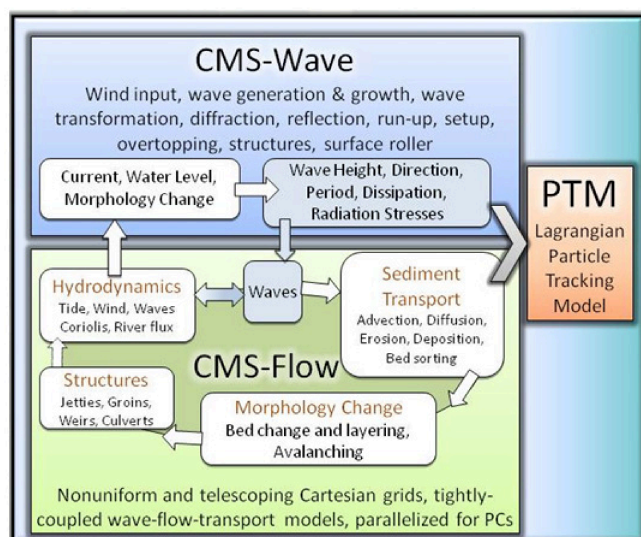 CMS-Wave
Wind input, wave generation & growth, wave
transformation, diffraction, reflection, run-up, setup,
overtopping, structures, surface roller
Current, Water Level,
Morphology Change
Wave Height, Direction,
Period, Dissipation,
Radiation Stresses
PTM
Lagrangian
Particle
Tracking
Model
Hydrodynamics
Tide, Wind, Waves
Coriolis, River flux
Waves
Sediment
Transport
Advection, Diffusion,
Erosion, Deposition,
Bed sorting
CMS-Flow
Structures
Jetties, Groins,
Weirs, Culverts
Morphology Change
Bed change and layering,
Avalanching
Nonuniform and telescoping Cartesian grids, tightly-
coupled wave-flow-transport models, parallelized for PCs